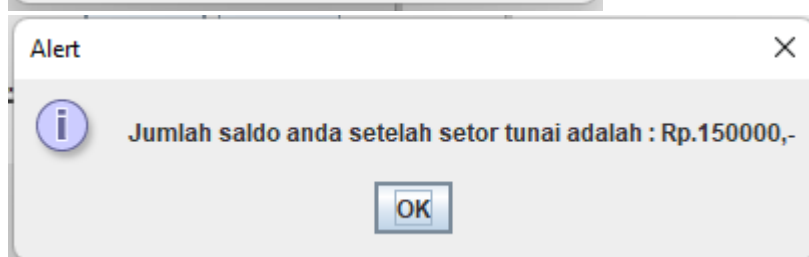 Alert
Jumlah saldo anda setelah setor tunai adalah : Rp.150000,-
OK